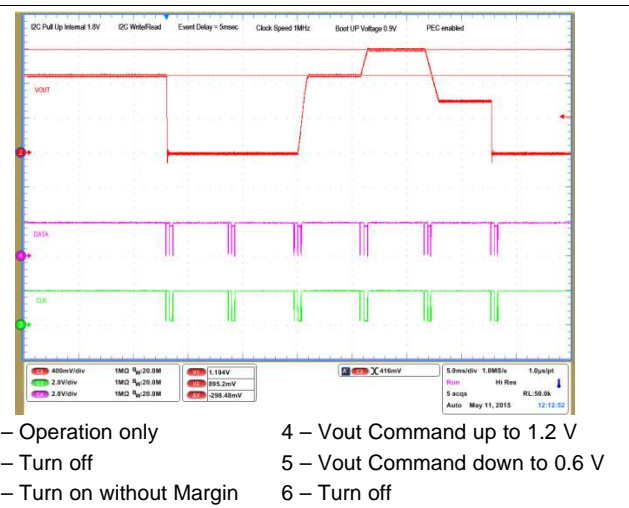 I2C Pull Up Internal 1.8V I2C Write/Read Event Delay = 5msec Clock Speed 1MHz Boot UP Voltage 0.9V PEC enabled
VOUT
DATA
CLK
400mV/div 1MΩ BW:20.0M
2.0V/div 1MΩ BW:20.0M
2.0V/div 1MΩ BW:20.0M
1.194V
895.2mV
-298.48mV
416mV
5.0ms/div 1.0MS/s 1.0µs/pt
Run Hi Res
5 acqs RL:50.0k
Auto May 11, 2015 12:12:52
– Operation only 4 – Vout Command up to 1.2 V
– Turn off 5 – Vout Command down to 0.6 V
– Turn on without Margin 6 – Turn off